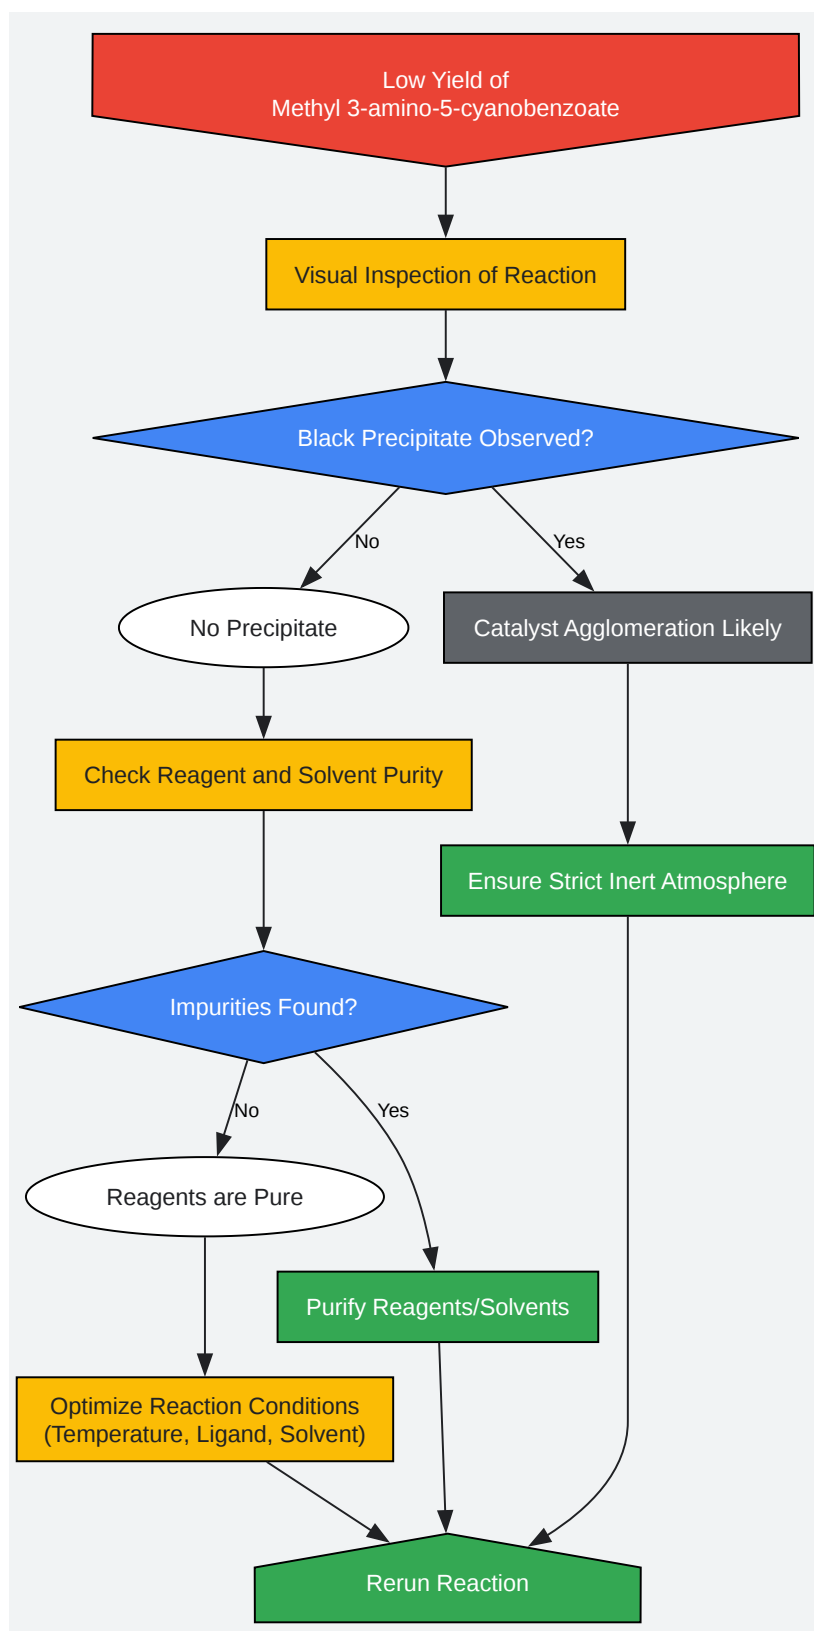 Low Yield of
Methyl 3-amino-5-cyanobenzoate
Visual Inspection of Reaction
Black Precipitate Observed?
No
Yes
No Precipitate
Catalyst Agglomeration Likely
Check Reagent and Solvent Purity
Ensure Strict Inert Atmosphere
Impurities Found?
No
Yes
Reagents are Pure
Purify Reagents/Solvents
Optimize Reaction Conditions
(Temperature, Ligand, Solvent)
Rerun Reaction